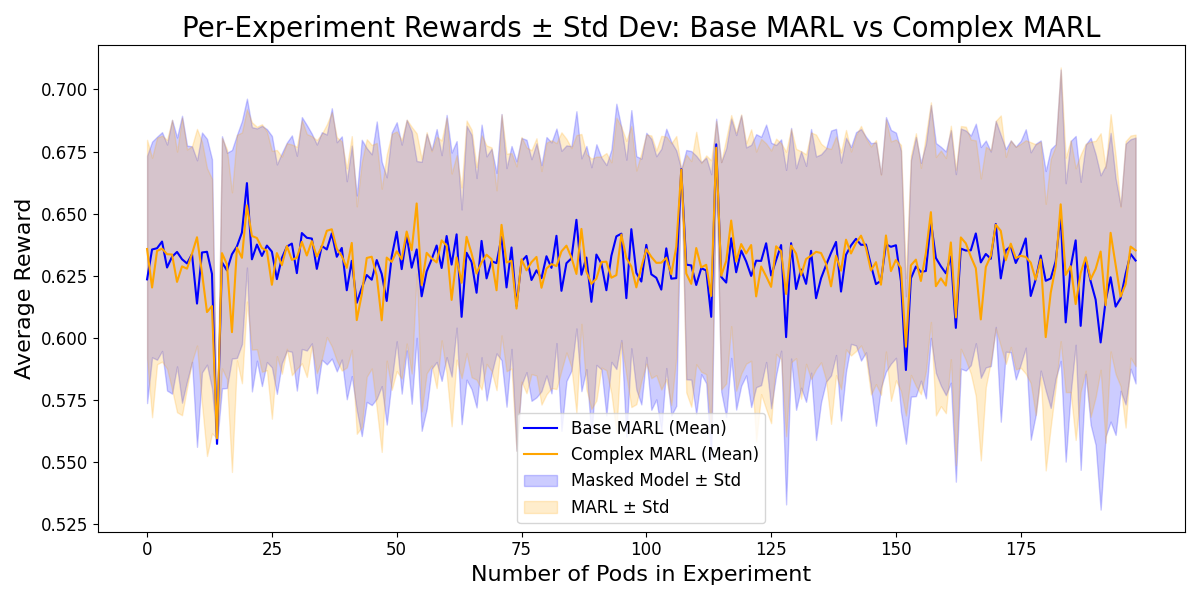 Per-Experiment Rewards ± Std Dev: Base MARL vs Complex MARL
Average Reward
0.700
0.675
0.650
0.625
0.600
0.575
0.550
0.525
Base MARL (Mean)
Complex MARL (Mean)
Masked Model ± Std
MARL ± Std
0 25 50 75 100 125 150 175
Number of Pods in Experiment